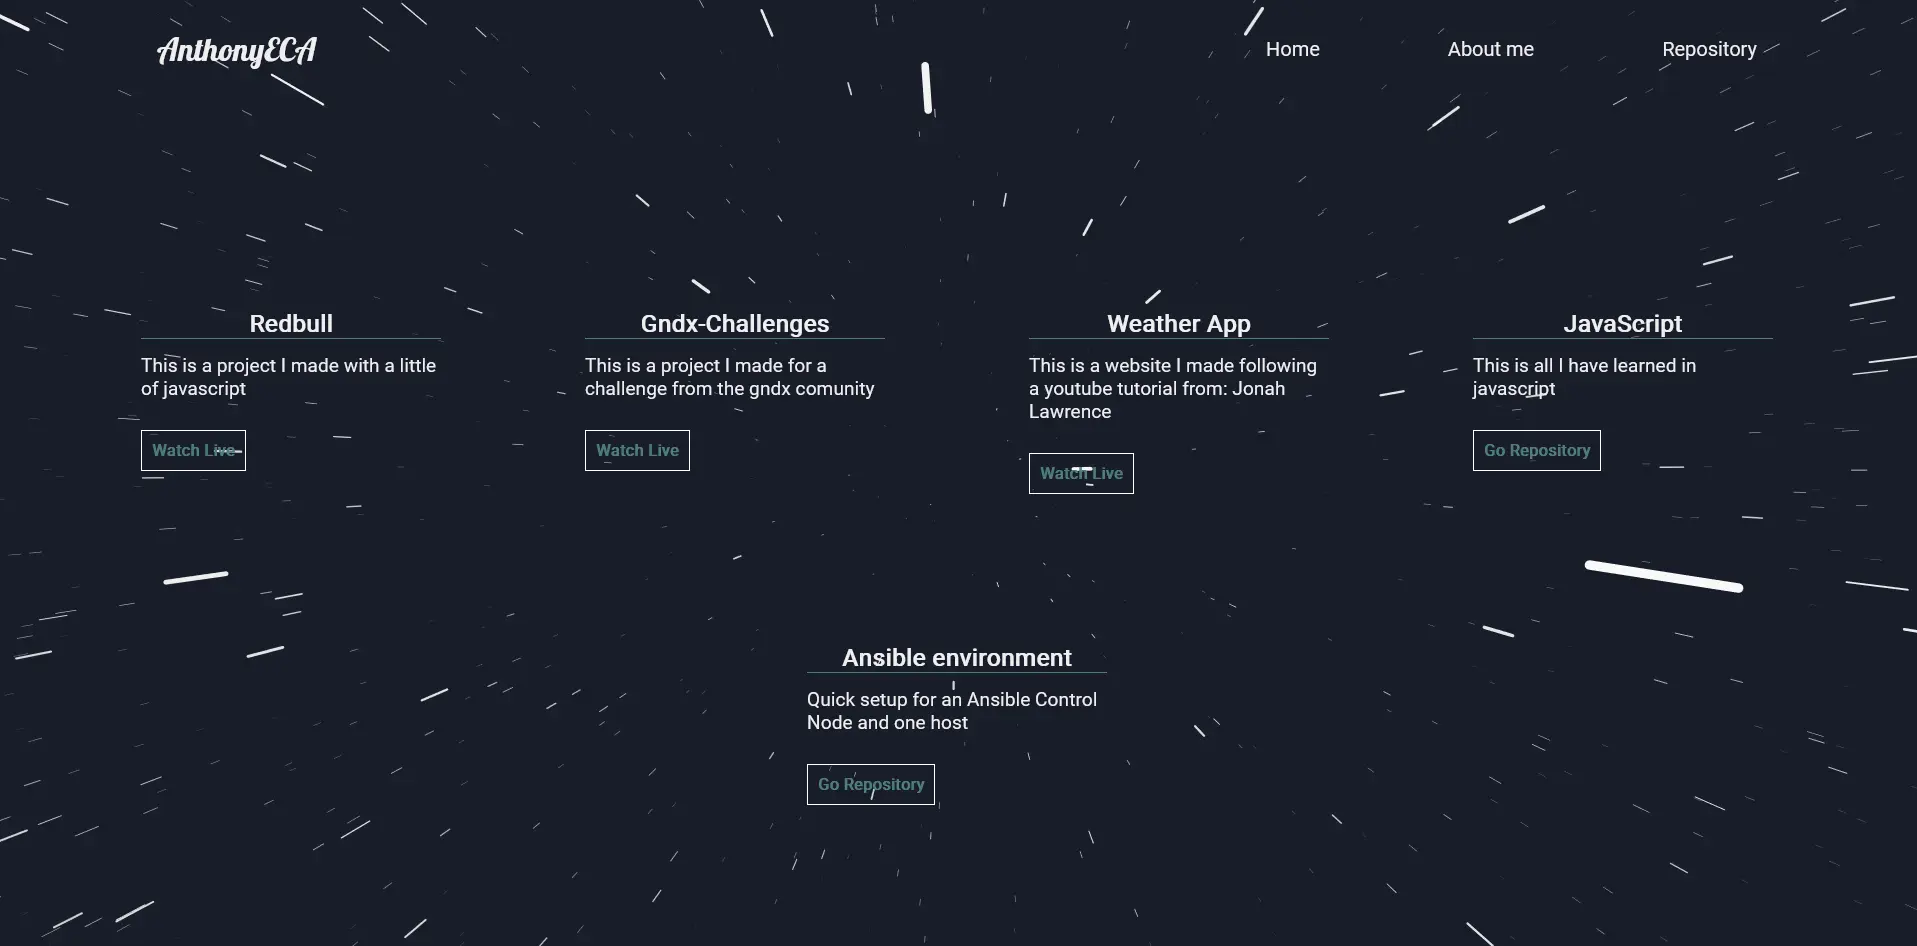 AnthonyECA
Home
About me
Repository
Redbull
This is a project I made with a little
of javascript
Watch Live
Gndx-Challenges
This is a project I made for a
challenge from the gndx comunity
Watch Live
Weather App
This is a website I made following
a youtube tutorial from: Jonah
Lawrence
Watch Live
JavaScript
This is all I have learned in
javascript
Go Repository
Ansible environment
Quick setup for an Ansible Control
Node and one host
Go Repository